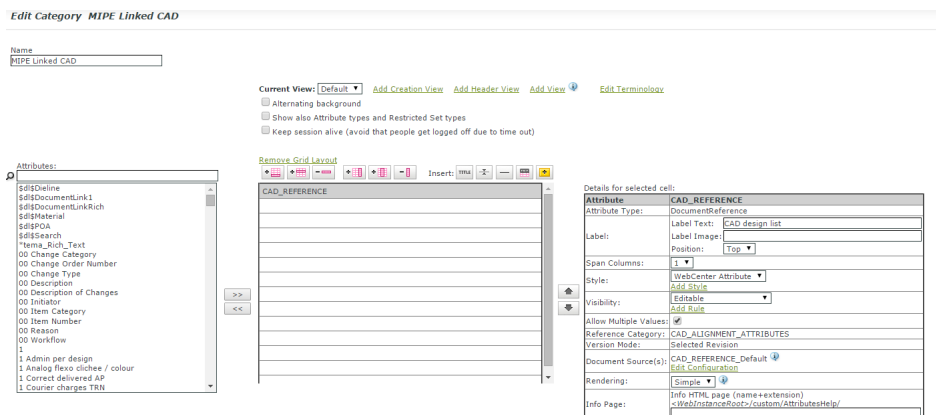 Edit Category MIPE Linked CAD
Name
MIPE Linked CAD
Current View: Default Add Creation View Add Header View Add View Edit Terminology
Alternating background
Show also Attribute types and Restricted Set types
Keep session alive (avoid that people get logged off due to time out)
Remove Grid Layout
Insert: TITLE
Attributes:
$dl$Dieline
$dl$DocumentLink1
$dl$DocumentLinkRich
$dl$Material
$dl$POA
$dl$Search
*tema_Rich_Text
00 Change Category
00 Change Order Number
00 Change Type
00 Description
00 Description of Changes
00 Initiator
00 Item Category
00 Item Number
00 Reason
00 Workflow
1
1 Admin per design
1 Analog flexo clichee / colour
1 Correct delivered AP
1 Courier charges TRN
>>
<<
CAD_REFERENCE
Details for selected cell:
Attribute CAD_REFERENCE
Attribute Type: DocumentReference
Label: Label Text: CAD design list
Label Image:
Position: Top
Span Columns: 1
Style: WebCenter Attribute
Add Style
Visibility: Editable
Add Rule
Allow Multiple Values:
Reference Category: CAD_ALIGNMENT_ATTRIBUTES
Version Mode: Selected Revision
Document Source(s): CAD_REFERENCE_Default
Edit Configuration
Rendering: Simple
Info Page: Info HTML page (name+extension)
<WebInstanceRoot>/custom/AttributesHelp/